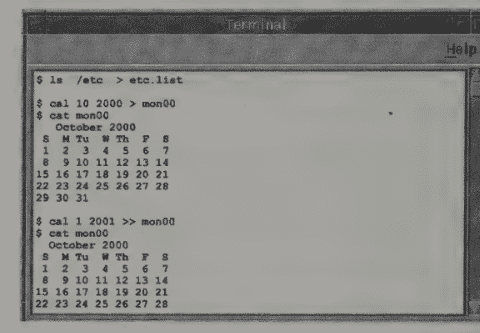 Terminal
Help
$ ls /etc > etc.list
$ cal 10 2000 > mon00
$ cat mon00
October 2000
S M Tu W Th F S
1 2 3 4 5 6 7
8 9 10 11 12 13 14
15 16 17 18 19 20 21
22 23 24 25 26 27 28
29 30 31
$ cal 1 2001 >> mon00
$ cat mon00
October 2000
S M Tu W Th F S
1 2 3 4 5 6 7
8 9 10 11 12 13 14
15 16 17 18 19 20 21
22 23 24 25 26 27 28